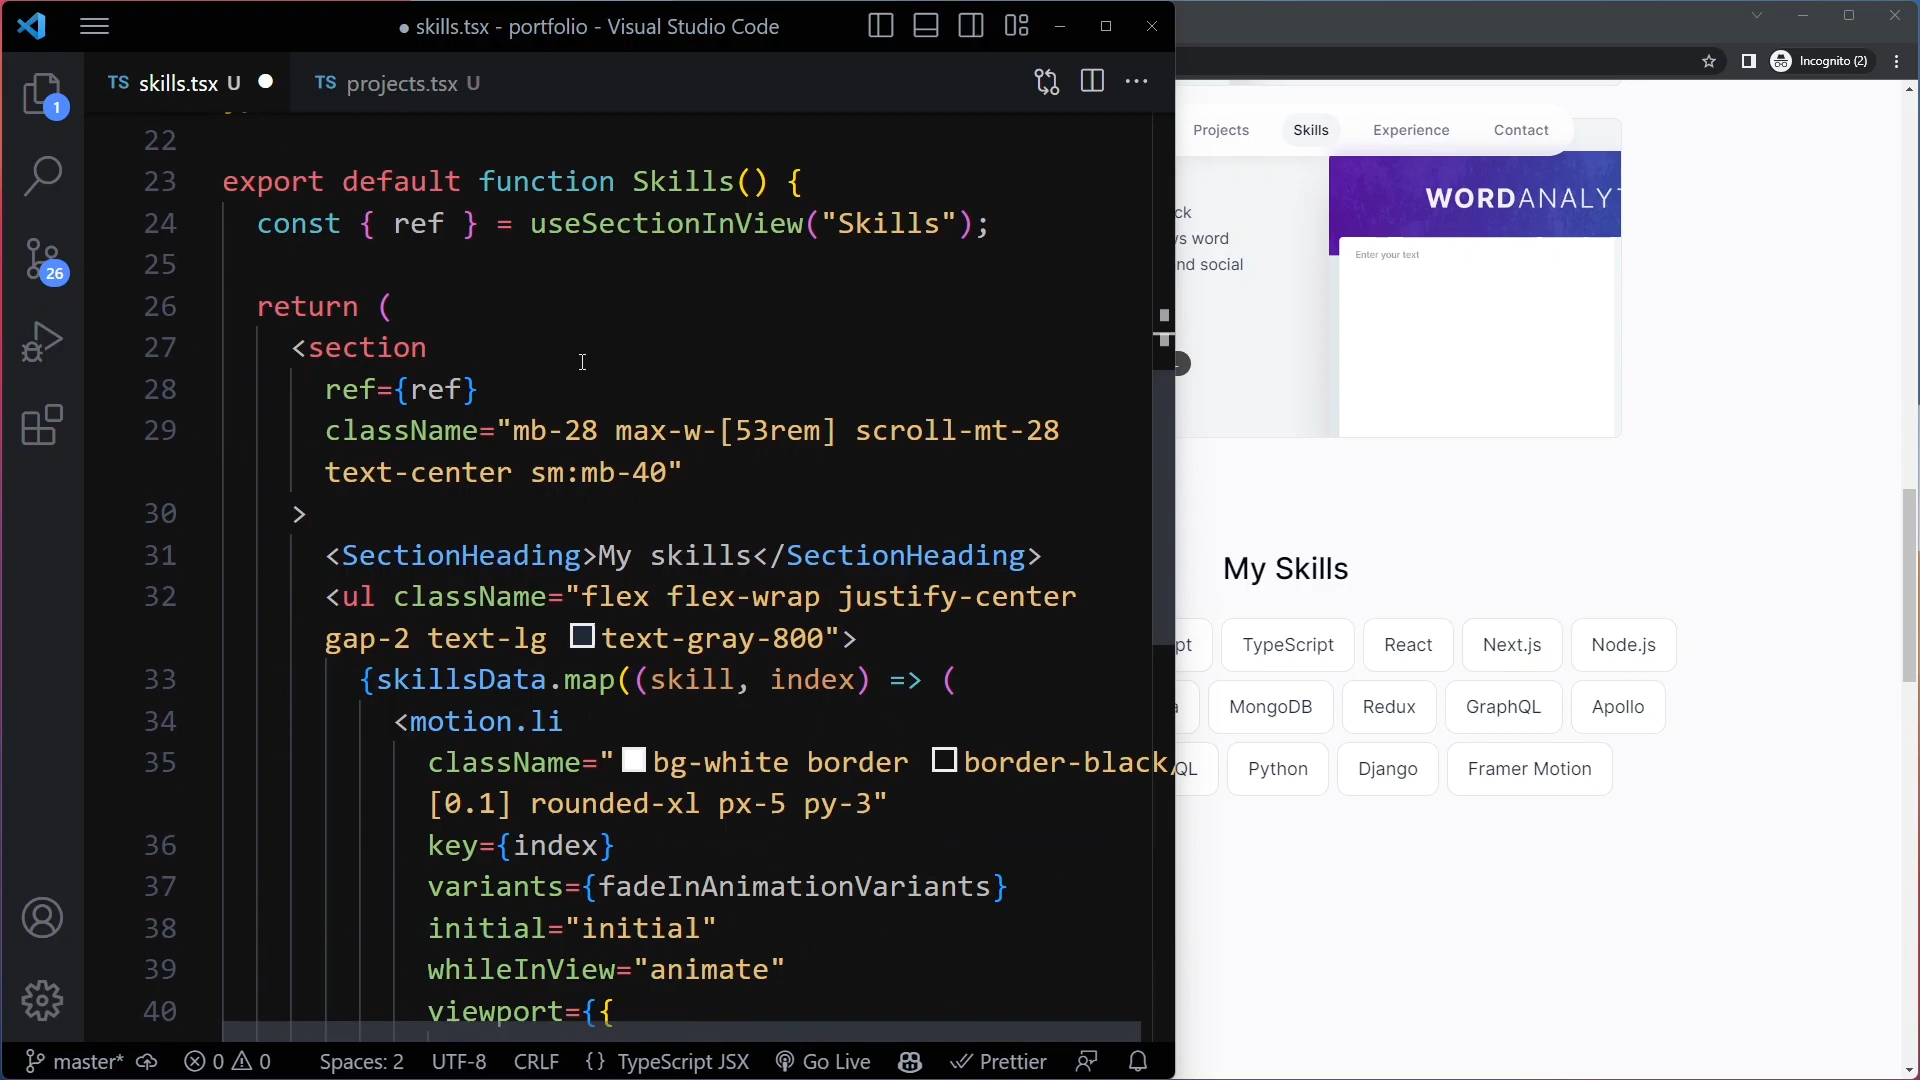 ● skills.tsx - portfolio - Visual Studio Code
TS skills.tsx U ● TS projects.tsx U
1
26
22
23 export default function Skills() {
24 const { ref } = useSectionInView("Skills");
25
26 return (
27 <section
28 ref={ref}
29 className="mb-28 max-w-[53rem] scroll-mt-28
text-center sm:mb-40"
30 >
31 <SectionHeading>My skills</SectionHeading>
32 <ul className="flex flex-wrap justify-center
gap-2 text-lg text-gray-800">
33 {skillsData.map((skill, index) => (
34 <motion.li
35 className="bg-white border border-black/
[0.1] rounded-xl px-5 py-3"
36 key={index}
37 variants={fadeInAnimationVariants}
38 initial="initial"
39 whileInView="animate"
40 viewport={{
master* 0 0 Spaces: 2 UTF-8 CRLF {} TypeScript JSX Go Live Prettier
Incognito (2)
Projects Skills Experience Contact
WORDANALYT
Enter your text
ck
vs word
nd social
My Skills
pt TypeScript React Next.js Node.js
a MongoDB Redux GraphQL Apollo
QL Python Django Framer Motion